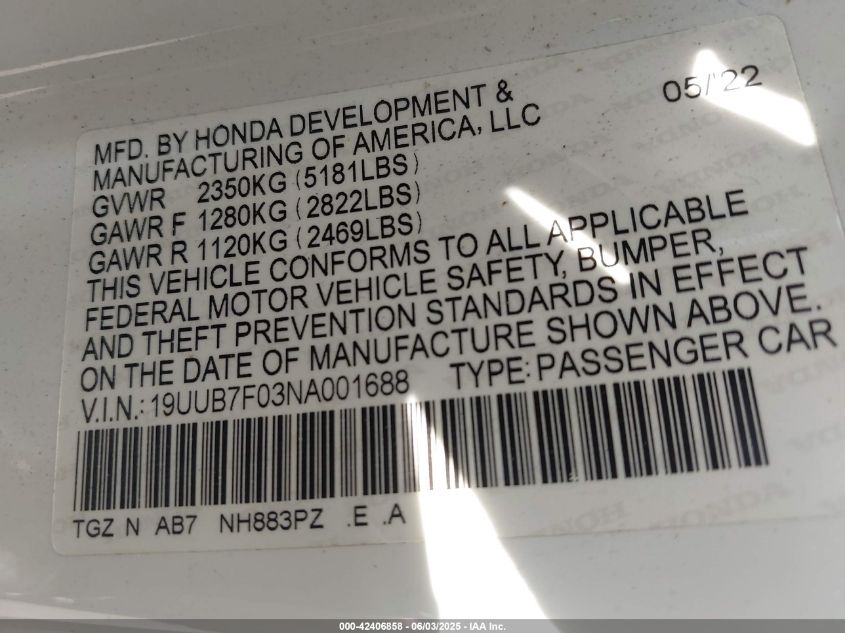 05/'22
MFD. BY HONDA DEVELOPMENT &
MANUFACTURING OF AMERICA, LLC
GVWR 2350KG (5181LBS)
GAWR F 1280KG (2822LBS)
GAWR R 1120KG (2469LBS)
THIS VEHICLE CONFORMS TO ALL APPLICABLE
FEDERAL MOTOR VEHICLE SAFETY, BUMPER,
AND THEFT PREVENTION STANDARDS IN EFFECT
ON THE DATE OF MANUFACTURE SHOWN ABOVE.
V.I.N.: 19UUB7F03NA001688 TYPE: PASSENGER CAR
TGZ N AB7 NH883PZ .E .A
000-42406858 - 06/03/2025 - IAA Inc.